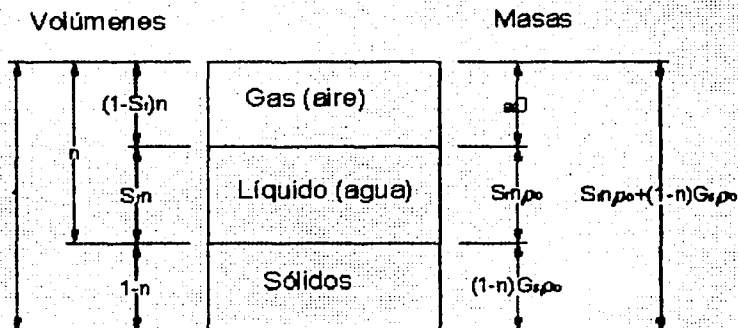 Volúmenes
Masas
(1-Sr)n
Gas (aire)
n
Srn
Líquido (agua)
Srnρo
Srnρo+(1-n)Gsρo
1-n
Sólidos
(1-n)Gsρo